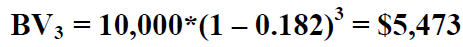 BV₃ = 10,000*(1 – 0.182)³ = $5,473